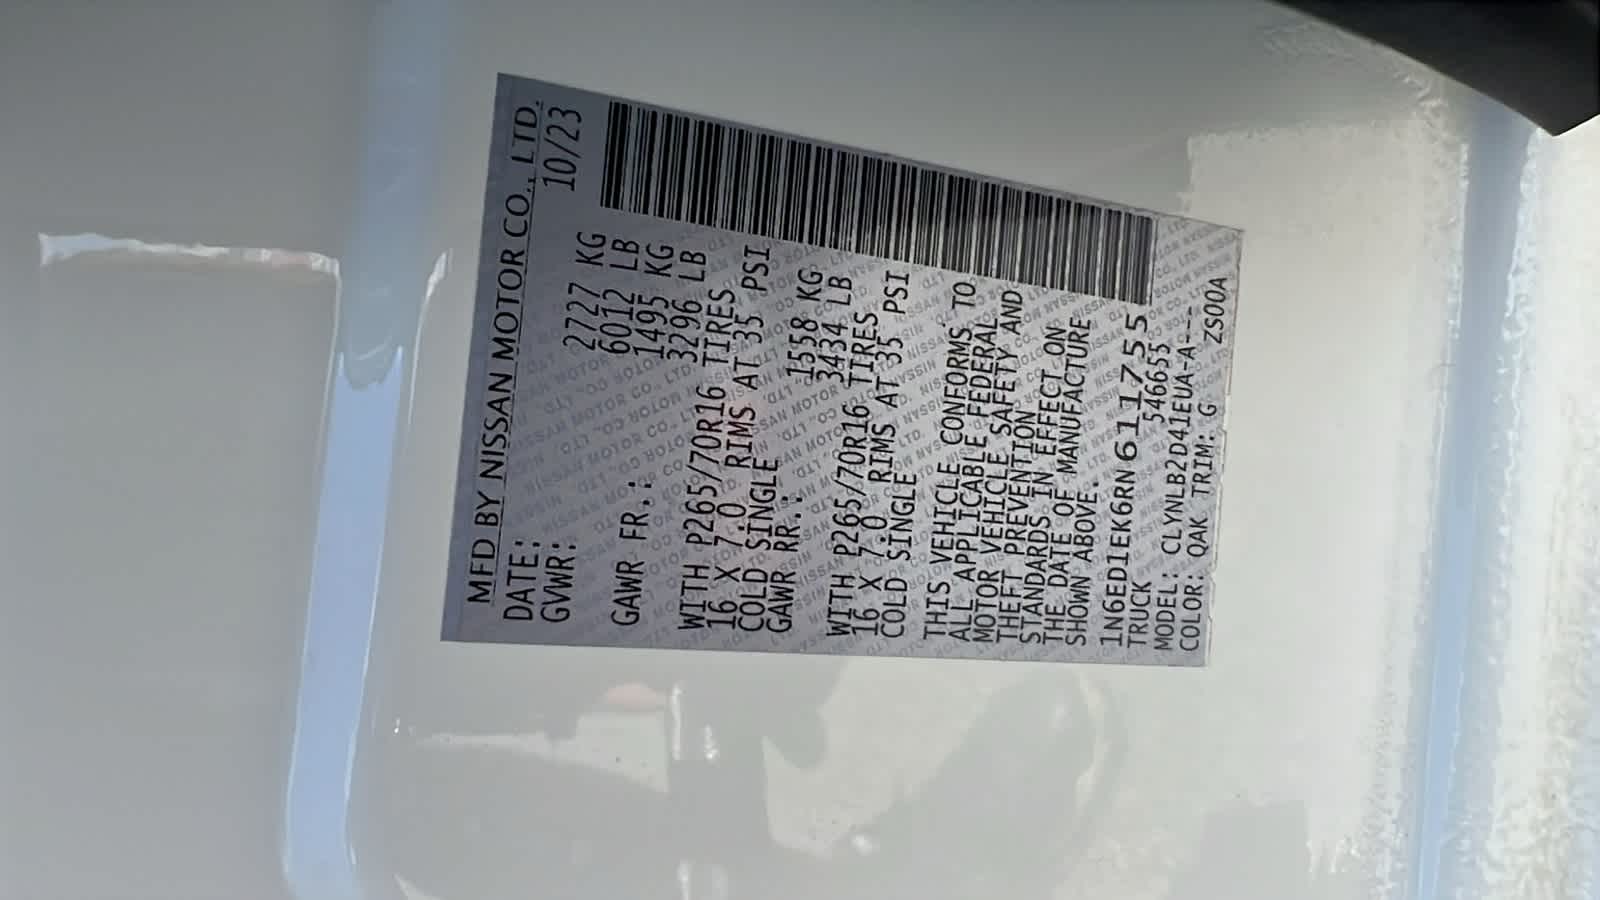 MFD BY NISSAN MOTOR CO., LTD.
DATE: 10/23
GVWR: 2727 KG
6012 LB
GAWR FR.: 1495 KG
3296 LB
WITH P265/70R16 TIRES
16 X 7.0 RIMS AT 35 PSI
COLD SINGLE
GAWR RR.: 1558 KG
3434 LB
WITH P265/70R16 TIRES
16 X 7.0 RIMS AT 35 PSI
COLD SINGLE
THIS VEHICLE CONFORMS TO
ALL APPLICABLE FEDERAL
MOTOR VEHICLE SAFETY AND
THEFT PREVENTION
STANDARDS IN EFFECT ON
THE DATE OF MANUFACTURE
SHOWN ABOVE.
1N6ED1EK6RN611755
TRUCK 546655
MODEL: CLYNLB2D41EUA-A---
COLOR: QAK TRIM: G ZS00A